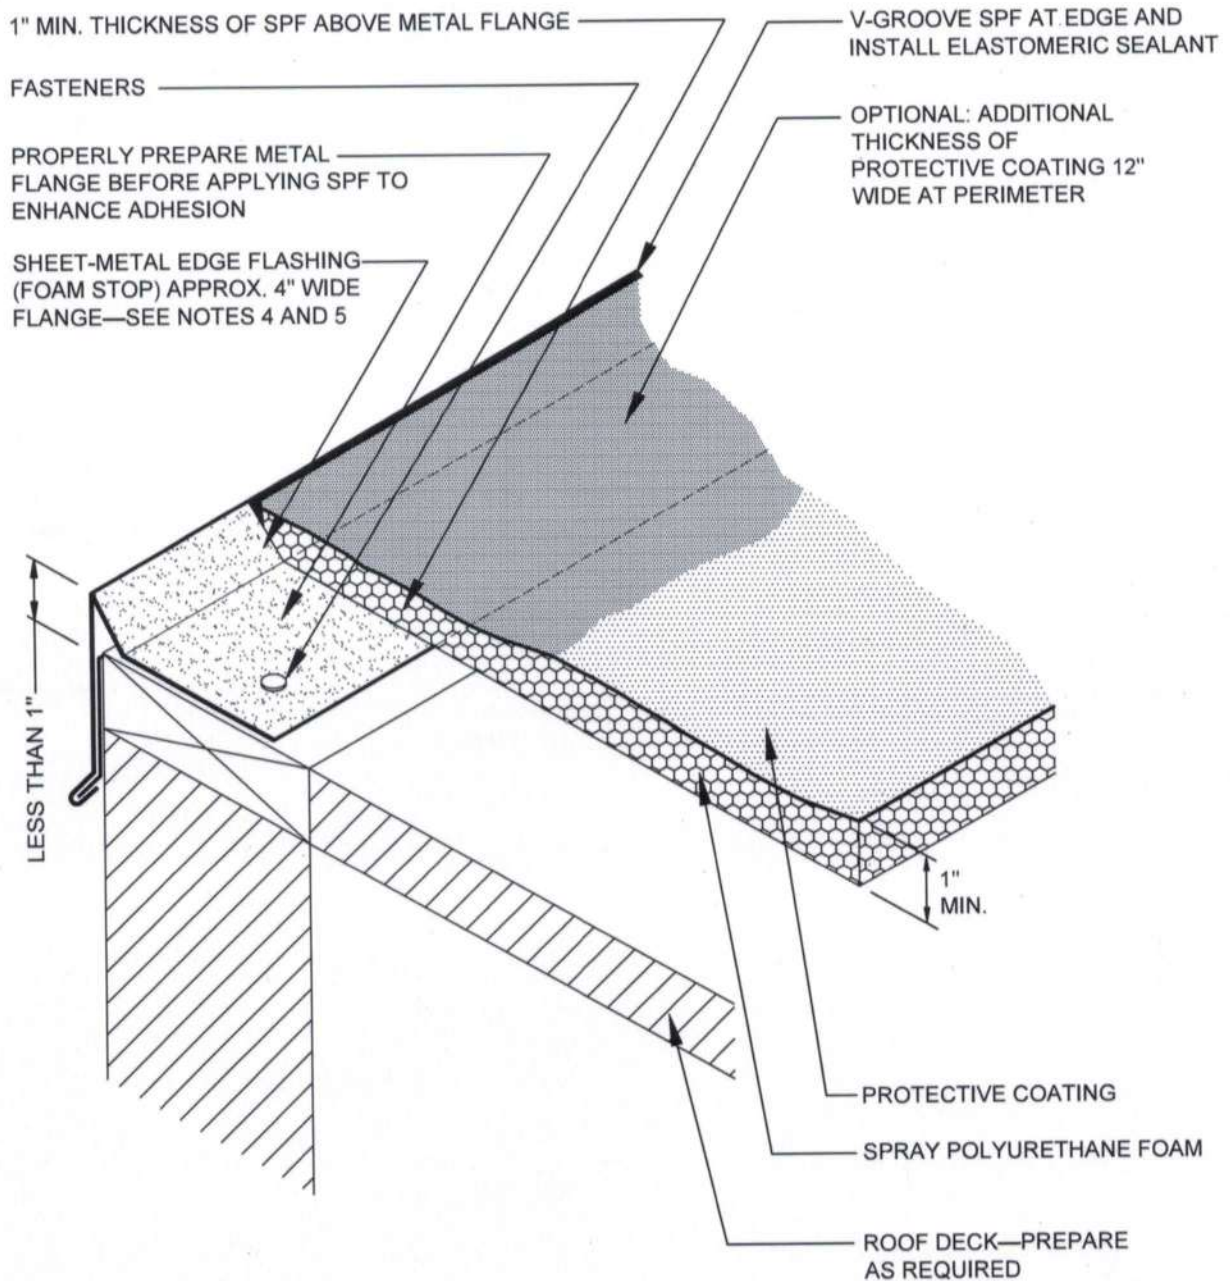 1" MIN. THICKNESS OF SPF ABOVE METAL FLANGE
FASTENERS
PROPERLY PREPARE METAL
FLANGE BEFORE APPLYING SPF TO
ENHANCE ADHESION
SHEET-METAL EDGE FLASHING
(FOAM STOP) APPROX. 4" WIDE
FLANGE—SEE NOTES 4 AND 5
V-GROOVE SPF AT EDGE AND
INSTALL ELASTOMERIC SEALANT
OPTIONAL: ADDITIONAL
THICKNESS OF
PROTECTIVE COATING 12"
WIDE AT PERIMETER
LESS THAN 1"
1"
MIN.
PROTECTIVE COATING
SPRAY POLYURETHANE FOAM
ROOF DECK—PREPARE
AS REQUIRED